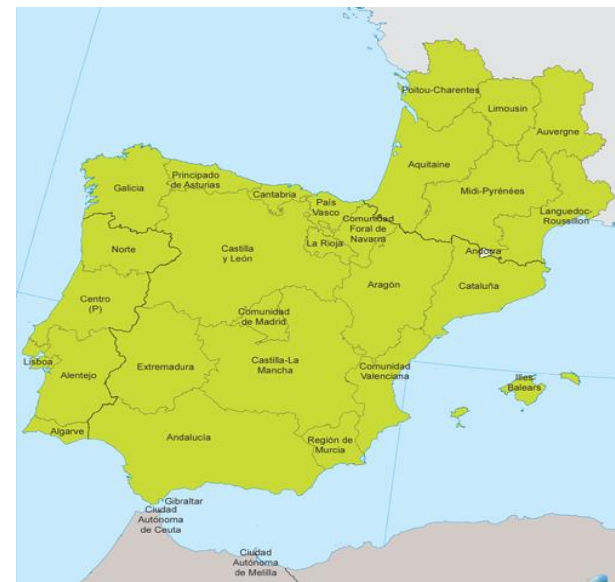 Poitou-Charentes
Limousin
Auvergne
Aquitaine
Midi-Pyrénées
Languedoc-
Roussillon
Galicia
Principado
de Asturias
Cantabria
País
Vasco
Comunidad
Foral de
Navarra
La Rioja
Andorra
Norte
Castilla
y León
Aragón
Cataluña
Centro
(P)
Comunidad
de Madrid
Lisboa
Alentejo
Extremadura
Castilla-La
Mancha
Comunidad
Valenciana
Illes
Balears
Algarve
Andalucía
Región de
Murcia
Gibraltar
Ciudad
Autónoma
de Ceuta
Ciudad
Autónoma
de Melilla